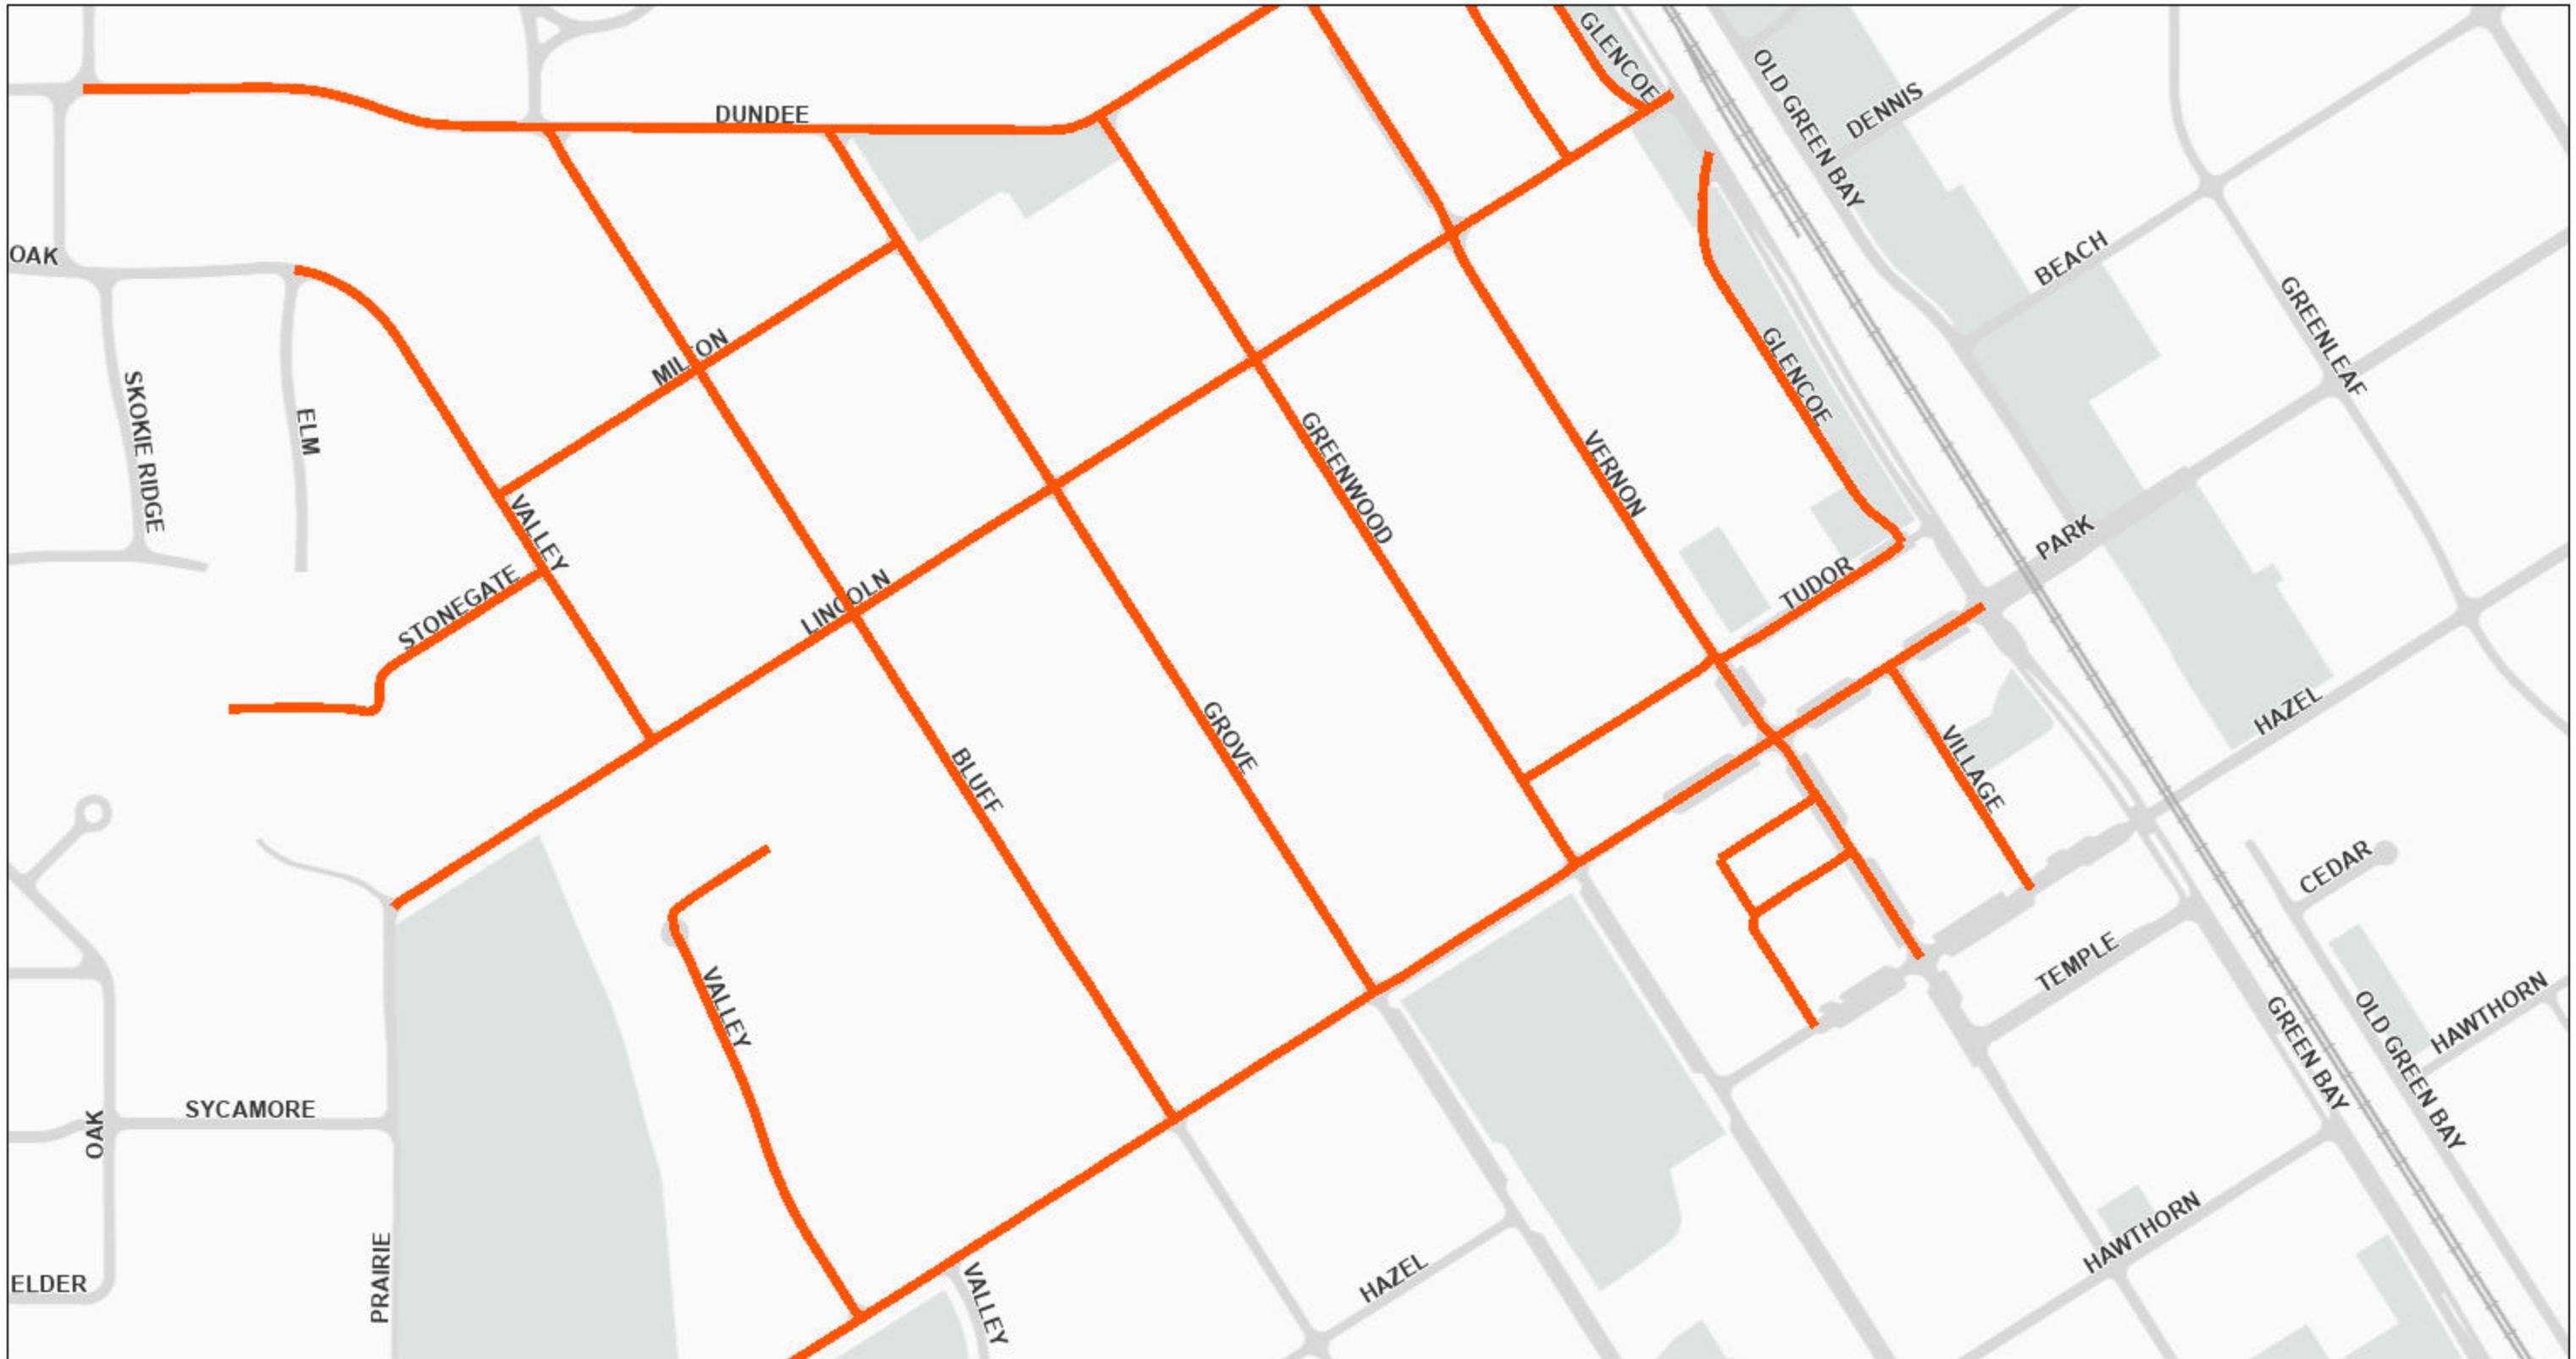 GLENCOE
OLD GREEN BAY
DENNIS
DUNDEE
OAK
BEACH
GREENLEAF
MILTON
GLENCOE
SKOKIE RIDGE
ELM
GREENWOOD
VERNON
VALLEY
PARK
STONEGATE
LINCOLN
TUDOR
HAZEL
GROVE
VILLAGE
BLUFF
CEDAR
TEMPLE
VALLEY
HAWTHORN
GREEN BAY
OLD GREEN BAY
SYCAMORE
OAK
HAWTHORN
PRAIRIE
ELDER
VALLEY
HAZEL